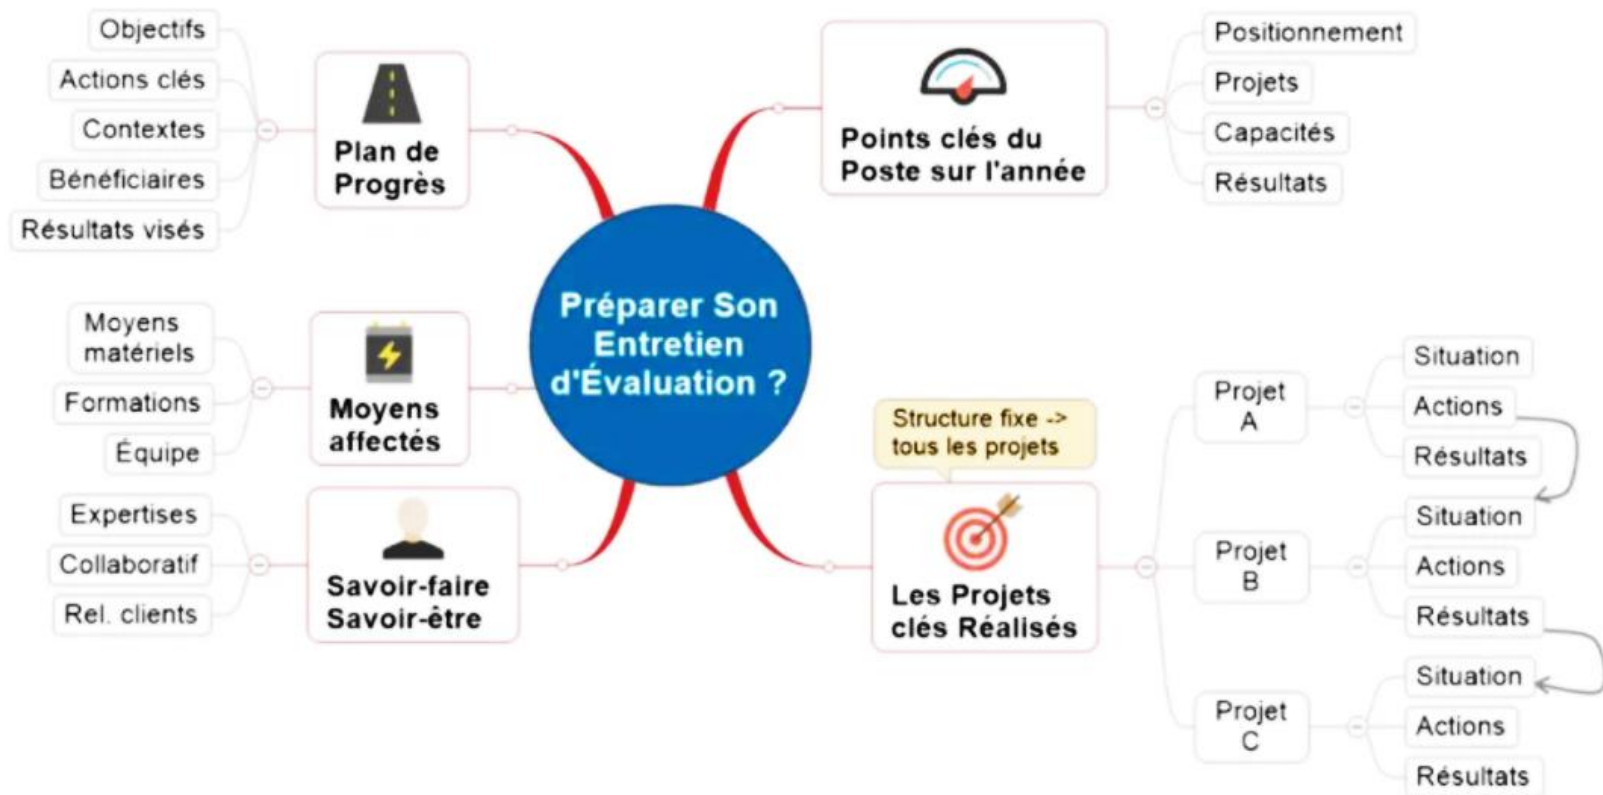 Préparer Son
Entretien
d'Évaluation ?
Points clés du
Poste sur l'année
Positionnement
Projets
Capacités
Résultats
Structure fixe ->
tous les projets
Les Projets
clés Réalisés
Projet
A
Situation
Actions
Résultats
Projet
B
Situation
Actions
Résultats
Projet
C
Situation
Actions
Résultats
Savoir-faire
Savoir-être
Expertises
Collaboratif
Rel. clients
Moyens
affectés
Moyens
matériels
Formations
Équipe
Plan de
Progrès
Objectifs
Actions clés
Contextes
Bénéficiaires
Résultats visés